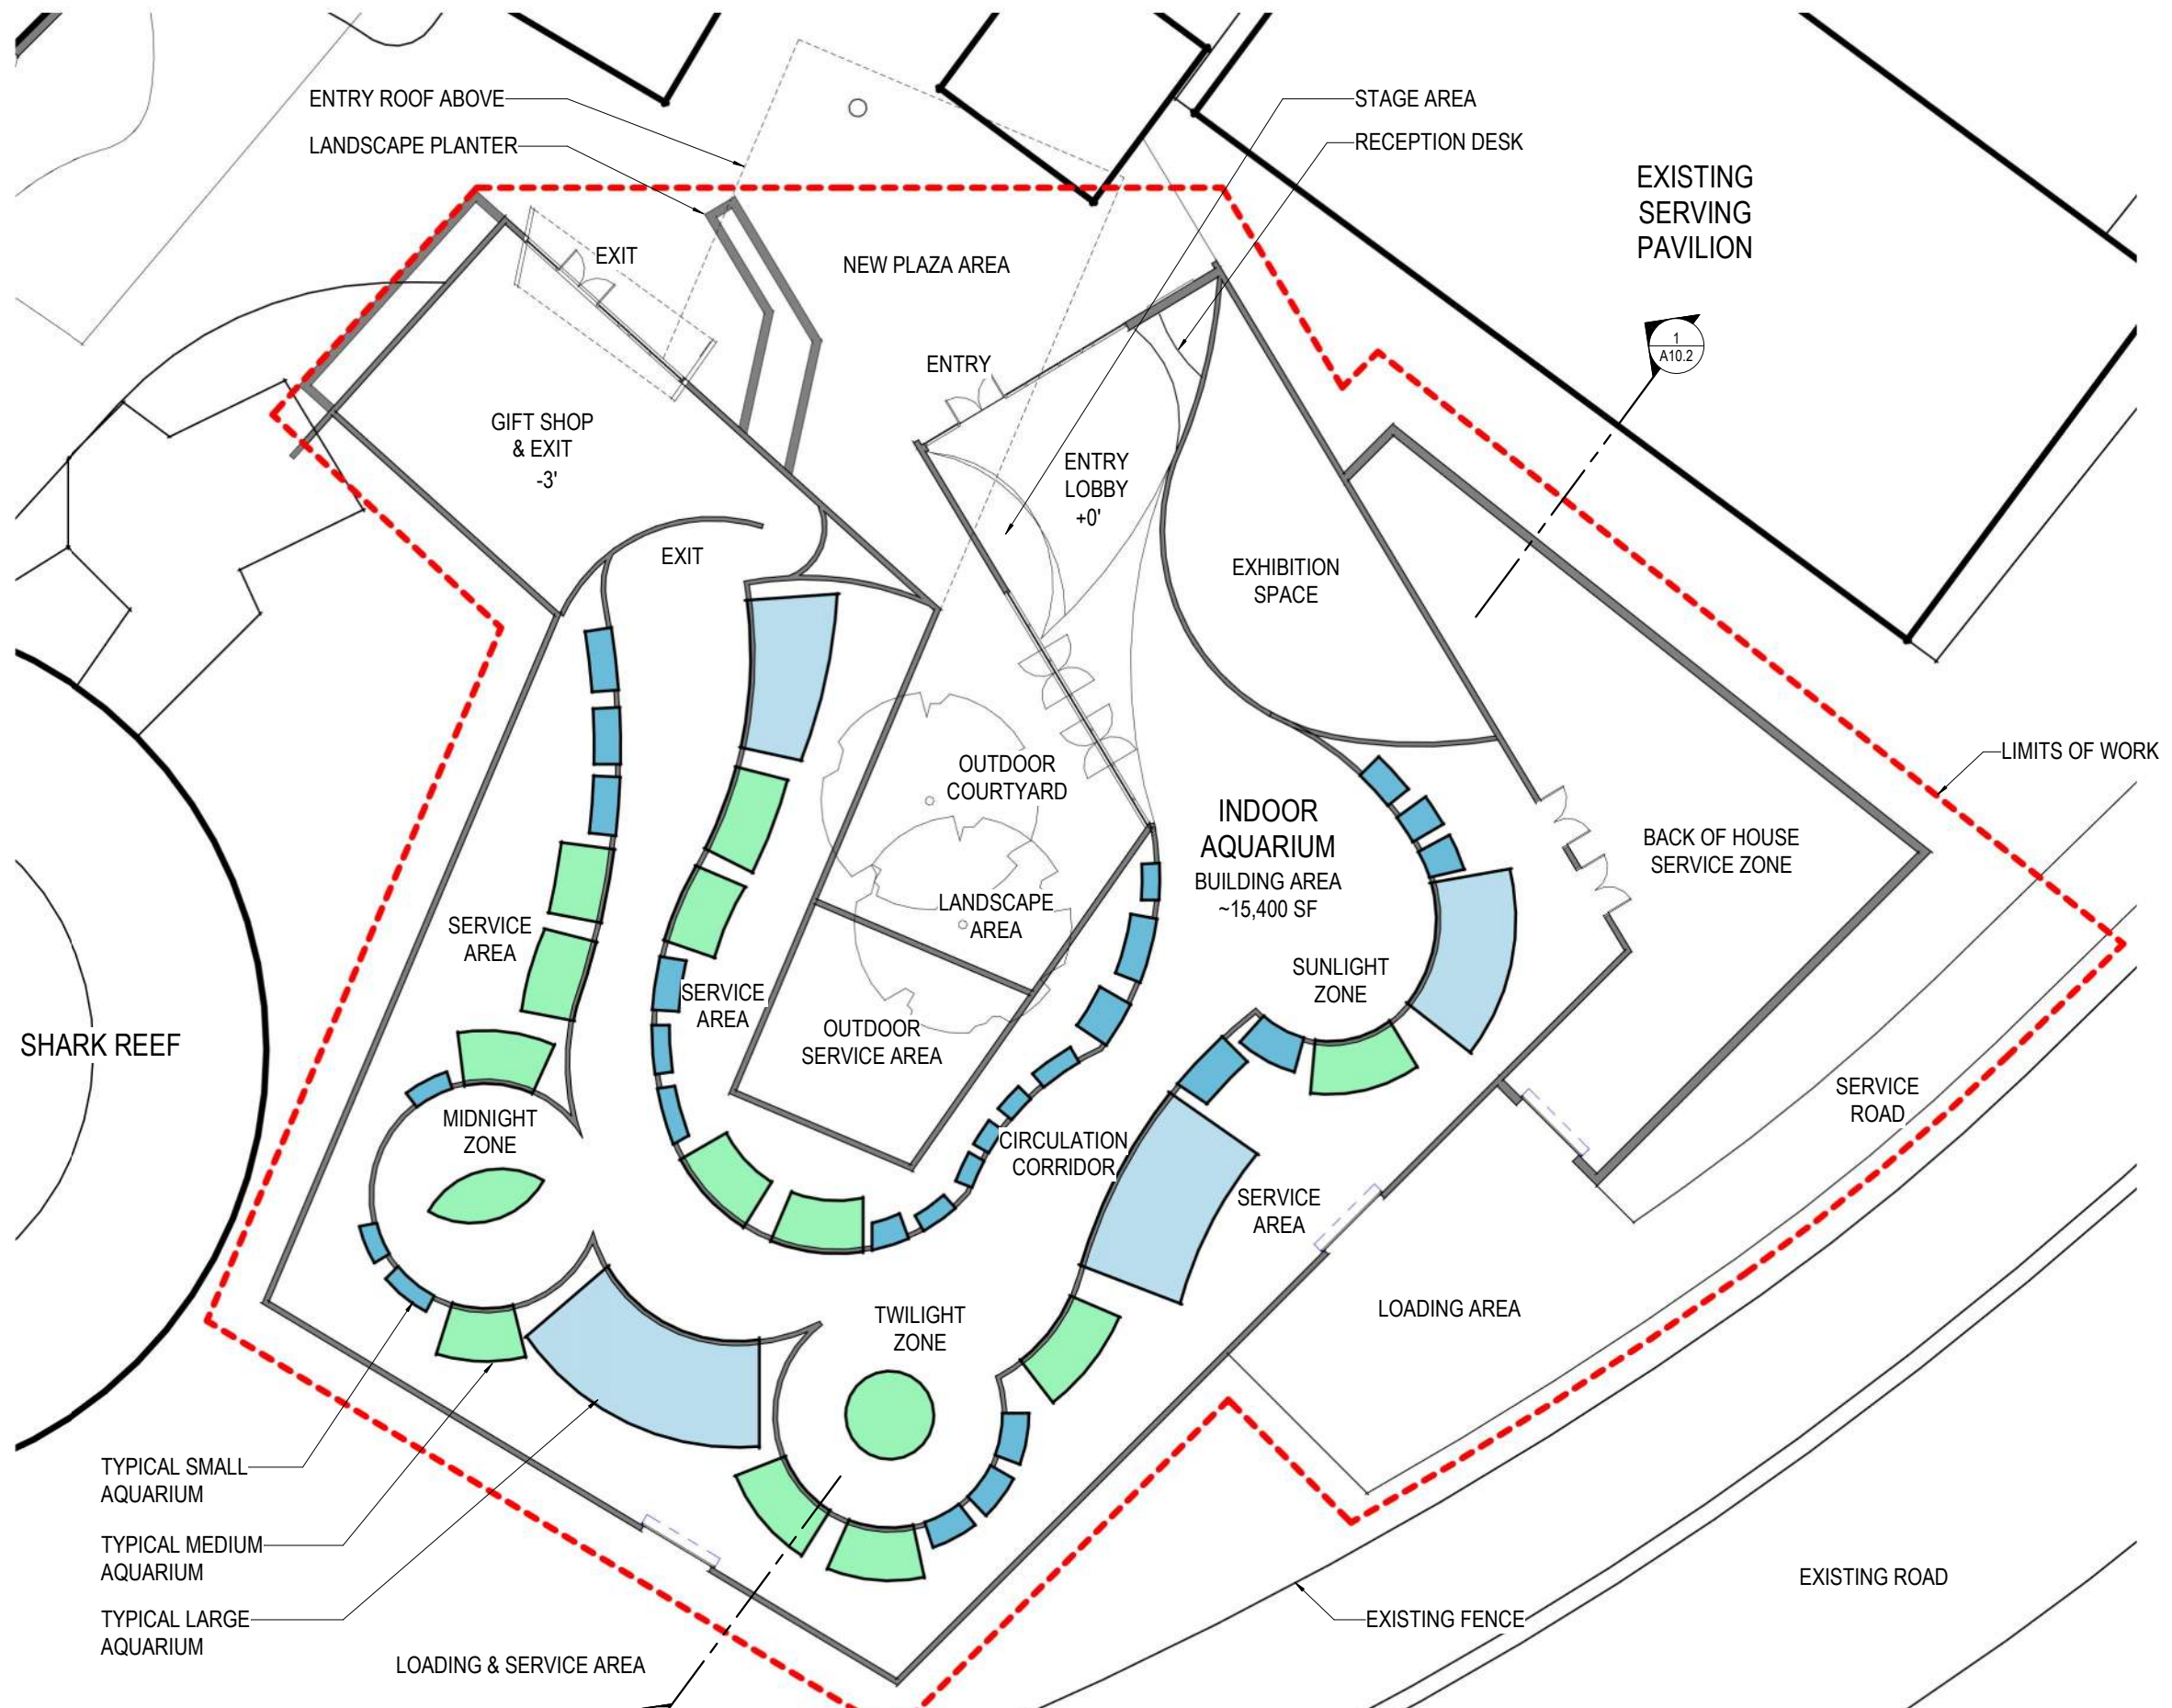 ENTRY ROOF ABOVE
LANDSCAPE PLANTER
STAGE AREA
RECEPTION DESK
EXISTING
SERVING
PAVILION
EXIT
NEW PLAZA AREA
1
A10.2
ENTRY
GIFT SHOP
& EXIT
-3'
ENTRY
LOBBY
+0'
EXIT
EXHIBITION
SPACE
LIMITS OF WORK
OUTDOOR
COURTYARD
INDOOR
AQUARIUM
BUILDING AREA
~15,400 SF
BACK OF HOUSE
SERVICE ZONE
LANDSCAPE
AREA
SERVICE
AREA
SUNLIGHT
ZONE
SERVICE
AREA
OUTDOOR
SERVICE AREA
SHARK REEF
SERVICE
ROAD
MIDNIGHT
ZONE
CIRCULATION
CORRIDOR
SERVICE
AREA
LOADING AREA
TWILIGHT
ZONE
TYPICAL SMALL
AQUARIUM
TYPICAL MEDIUM
AQUARIUM
TYPICAL LARGE
AQUARIUM
EXISTING ROAD
EXISTING FENCE
LOADING & SERVICE AREA